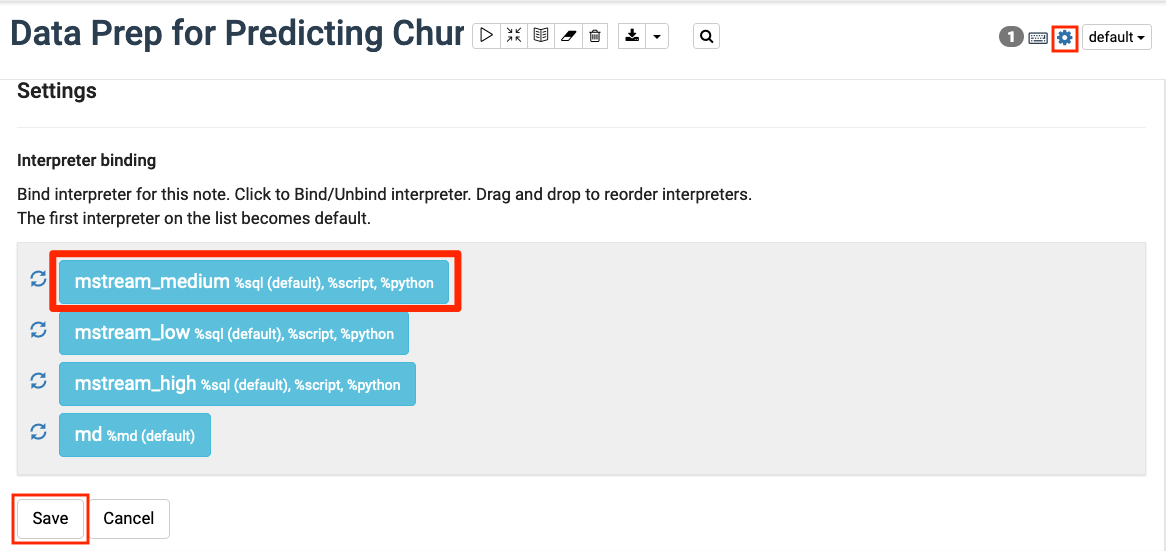 Data Prep for Predicting Chur
1
default
Settings
Interpreter binding
Bind interpreter for this note. Click to Bind/Unbind interpreter. Drag and drop to reorder interpreters.
The first interpreter on the list becomes default.
mstream_medium %sql (default), %script, %python
mstream_low %sql (default), %script, %python
mstream_high %sql (default), %script, %python
md %md (default)
Save Cancel